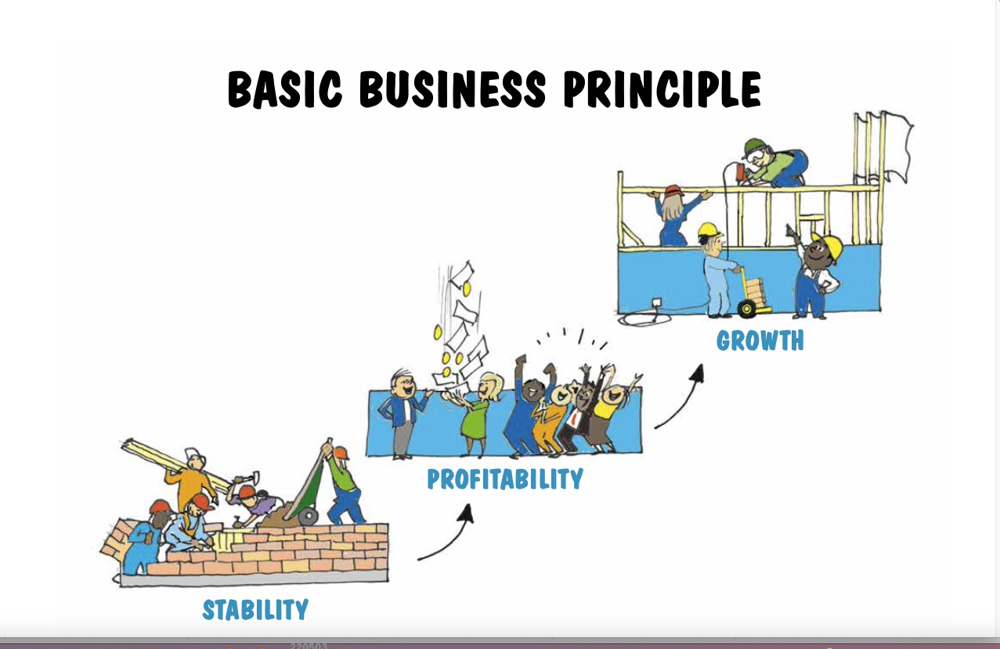 BASIC BUSINESS PRINCIPLE
GROWTH
PROFITABILITY
STABILITY